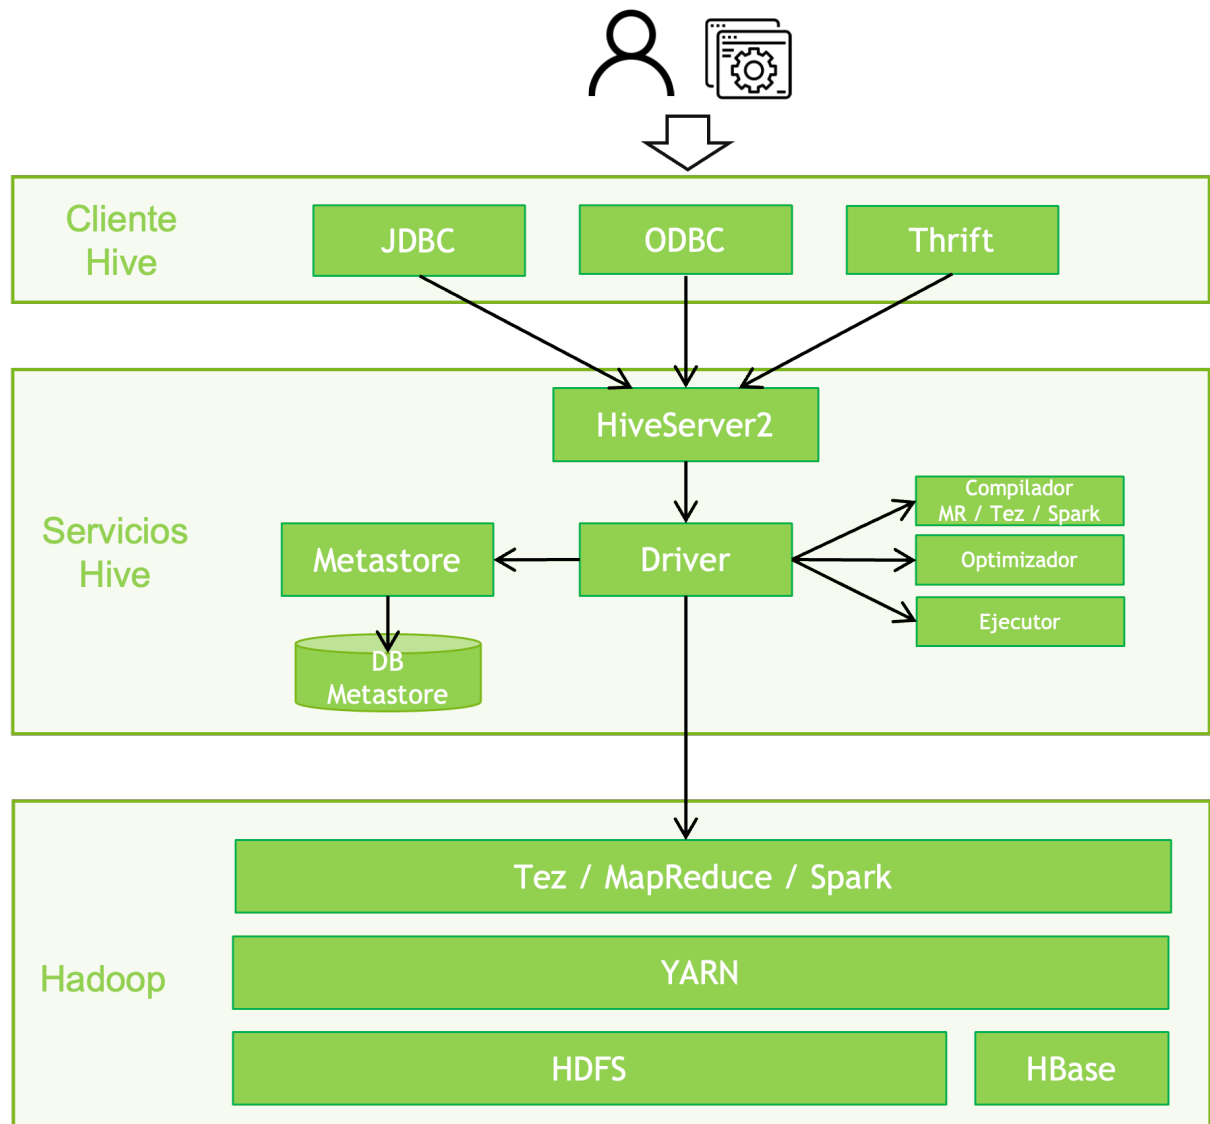 Cliente
Hive
JDBC
ODBC
Thrift
HiveServer2
Servicios
Hive
Metastore
Driver
Compilador
MR / Tez / Spark
Optimizador
Ejecutor
DB
Metastore
Hadoop
Tez / MapReduce / Spark
YARN
HDFS
HBase